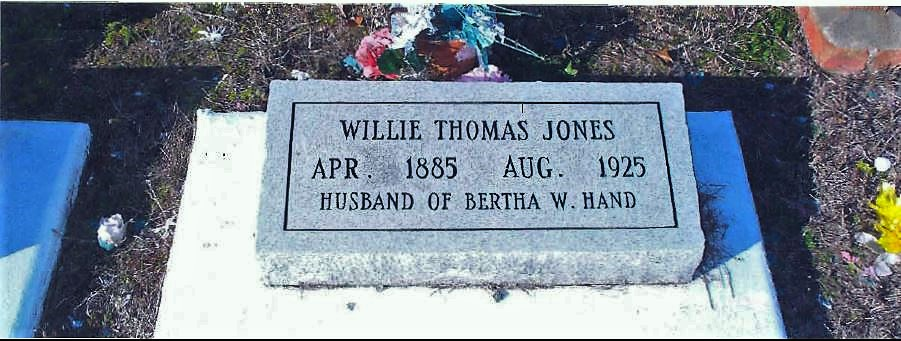 WILLIE THOMAS JONES
APR. 1885 AUG. 1925
HUSBAND OF BERTHA W. HAND